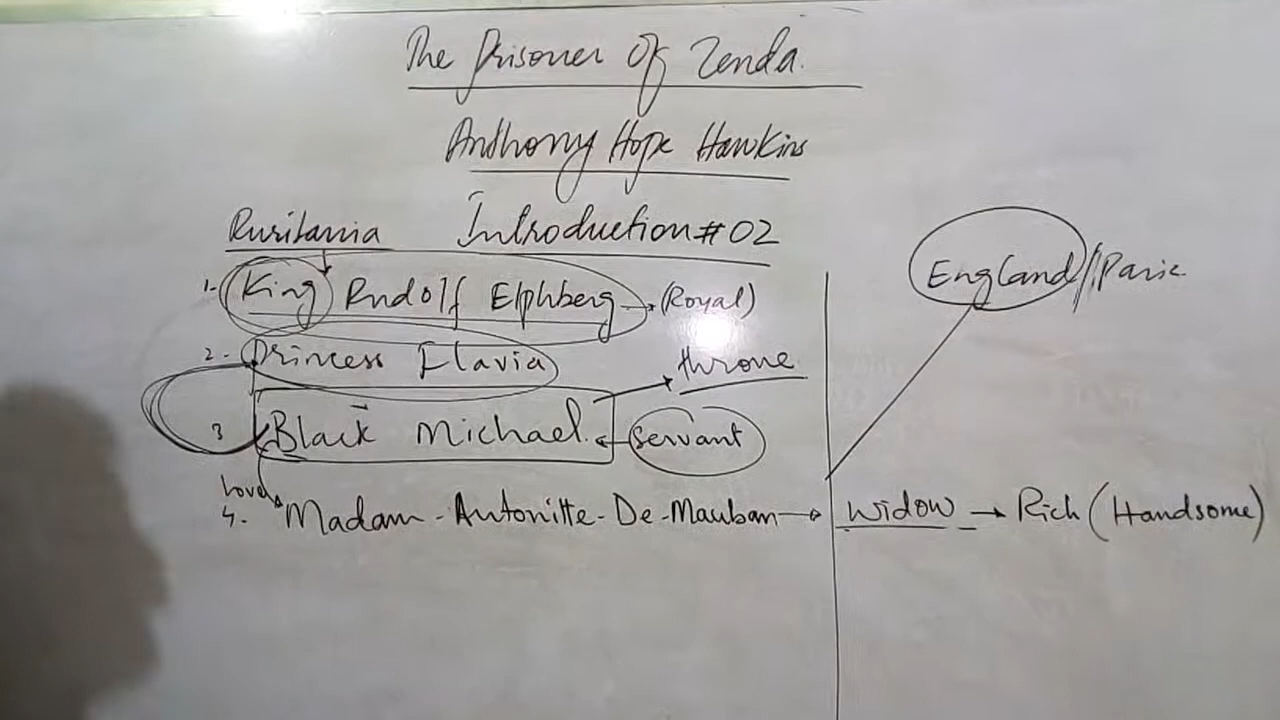 The Prisoner Of Zenda.
Anthony Hope Hawkins
Ruritania Introduction # 02
England/Paris
1. King Rudolf Elphberg → (Royal)
2. Princess Flavia
throne
3 Black Michael. ← servant
loves
4. Madam - Antonitte - De - Mauban → widow → Rich (Handsome)